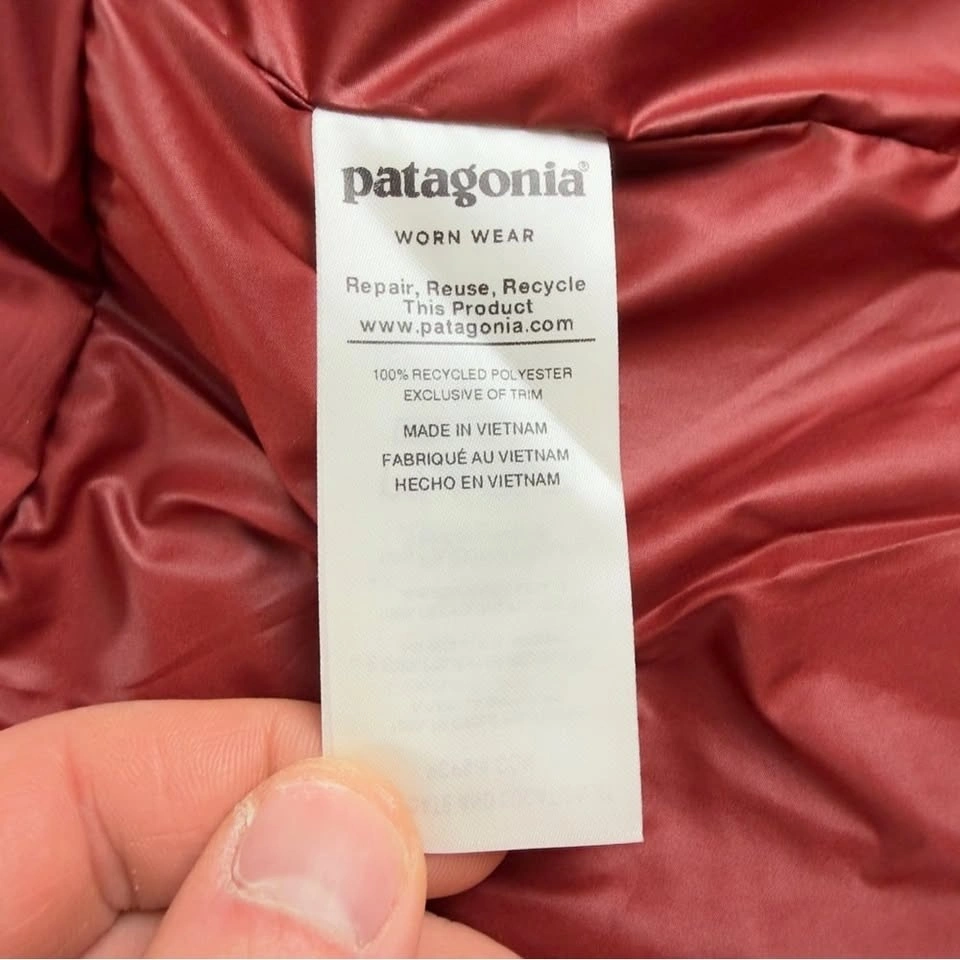 patagonia®
WORN WEAR
Repair, Reuse, Recycle
This Product
www.patagonia.com
100% RECYCLED POLYESTER
EXCLUSIVE OF TRIM
MADE IN VIETNAM
FABRIQUÉ AU VIETNAM
HECHO EN VIETNAM